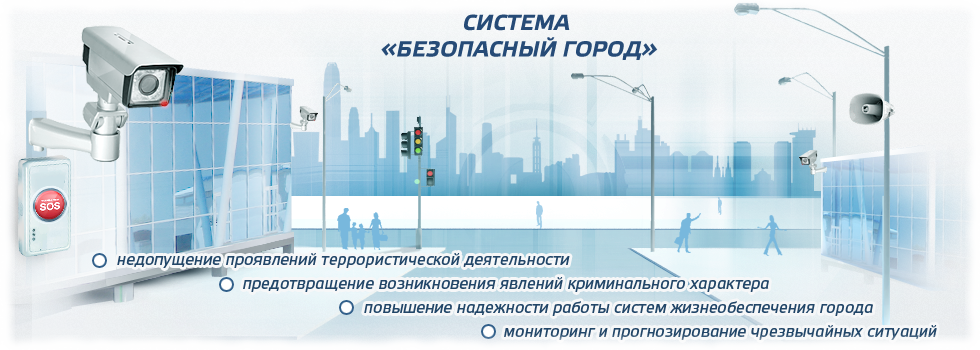 СИСТЕМА
«БЕЗОПАСНЫЙ ГОРОД»
SOS
недопущение проявлений террористической деятельности
предотвращение возникновения явлений криминального характера
повышение надежности работы систем жизнеобеспечения города
мониторинг и прогнозирование чрезвычайных ситуаций